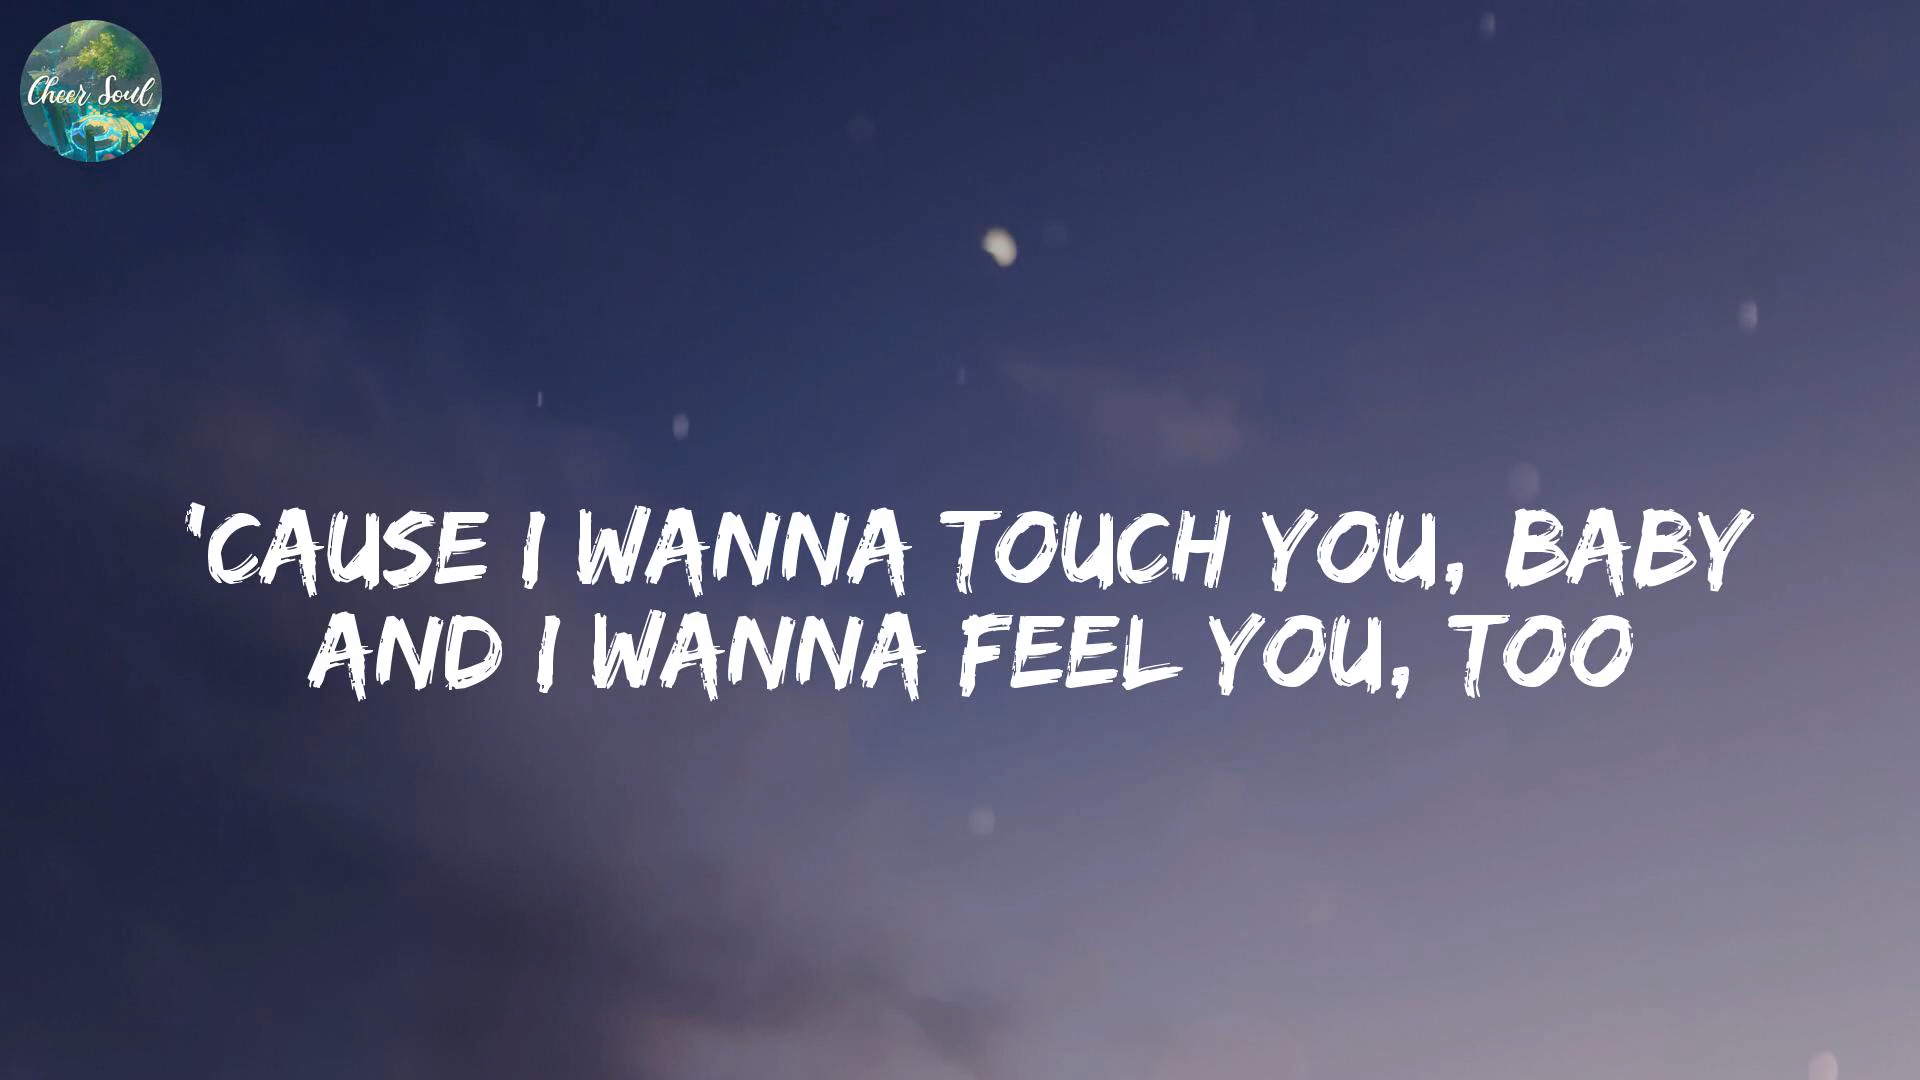 Cheer Soul
'CAUSE I WANNA TOUCH YOU, BABY
AND I WANNA FEEL YOU, TOO